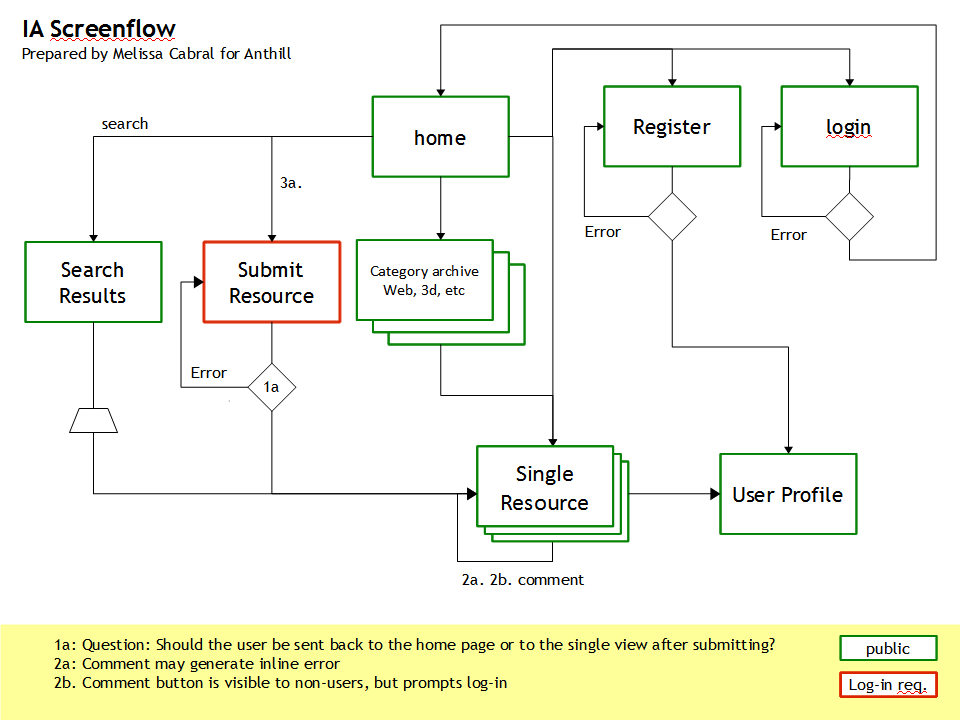 IA Screenflow
Prepared by Melissa Cabral for Anthill
search
home
Register
login
3a.
Error
Error
Search
Results
Submit
Resource
Category archive
Web, 3d, etc
Error
1a
Single
Resource
User Profile
2a. 2b. comment
1a: Question: Should the user be sent back to the home page or to the single view after submitting?
2a: Comment may generate inline error
2b. Comment button is visible to non-users, but prompts log-in
public
Log-in req.